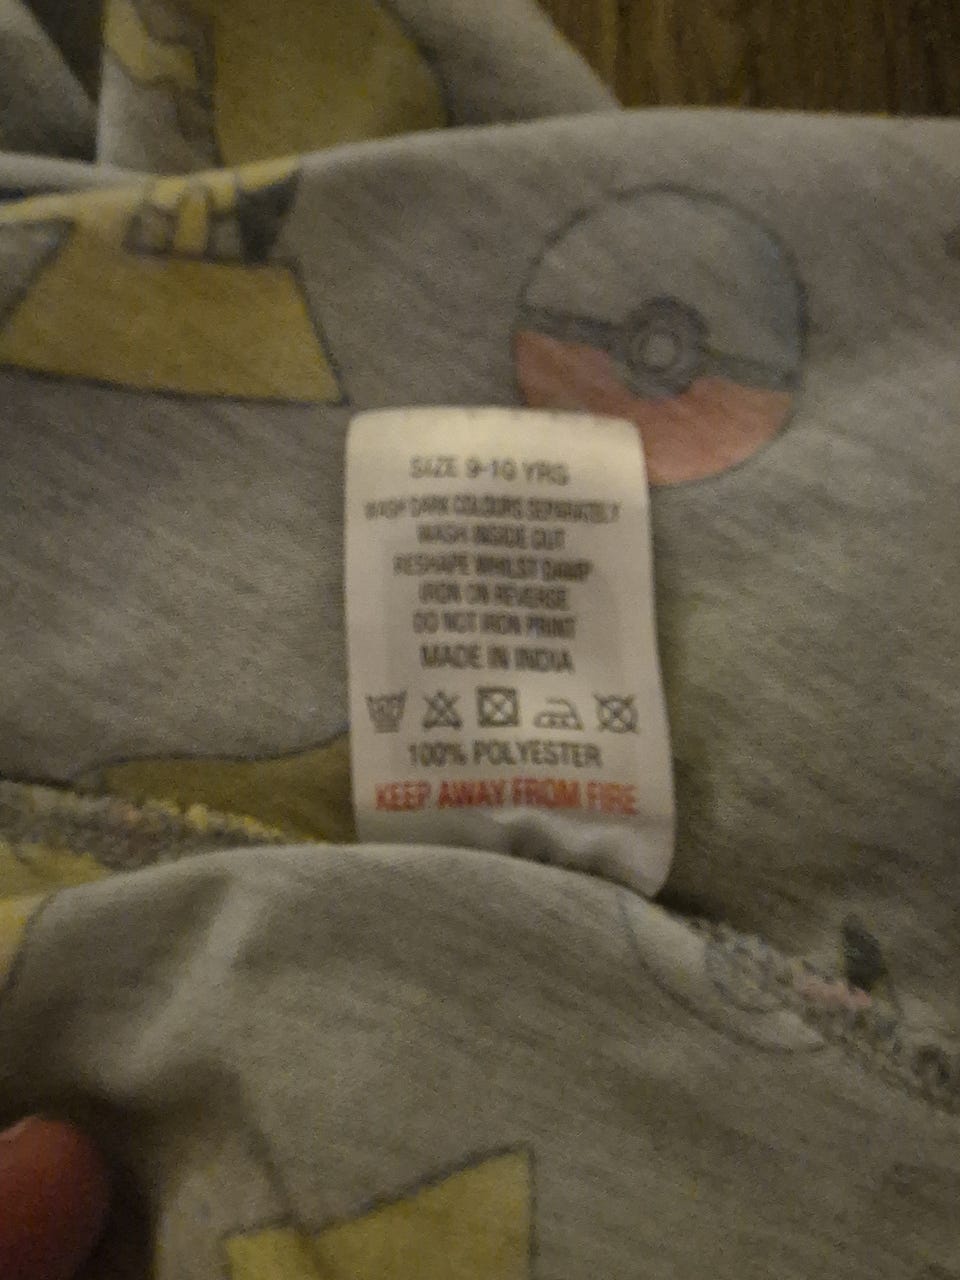 SIZE 9-10 YRS
WASH DARK COLOURS SEPARATELY
WASH INSIDE OUT
RESHAPE WHILST DAMP
IRON ON REVERSE
DO NOT IRON PRINT
MADE IN INDIA
100% POLYESTER
KEEP AWAY FROM FIRE